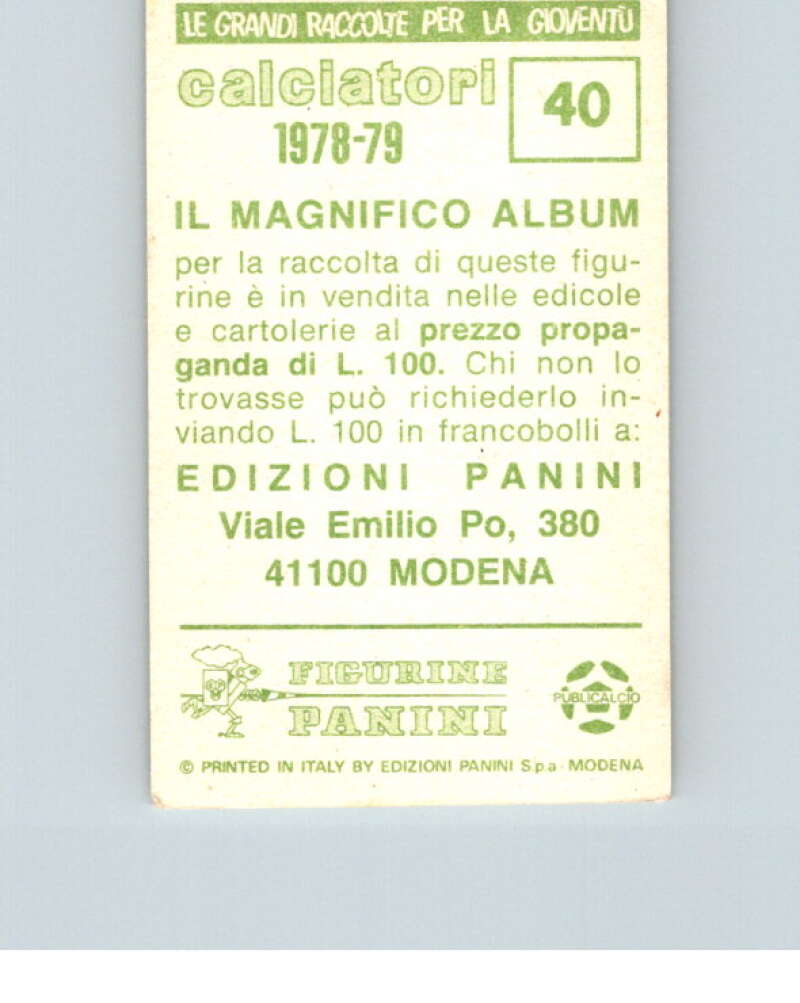 LE GRANDI RACCOLTE PER LA GIOVENTÙ
calciatori
40
1978-79
IL MAGNIFICO ALBUM
per la raccolta di queste figu-
rine è in vendita nelle edicole
e cartolerie al prezzo propa-
ganda di L. 100. Chi non lo
trovasse può richiederlo in-
viando L. 100 in francobolli a:
EDIZIONI PANINI
Viale Emilio Po, 380
41100 MODENA
FIGURINE
PANINI
PUBLICALCIO
© PRINTED IN ITALY BY EDIZIONI PANINI S.p.a - MODENA